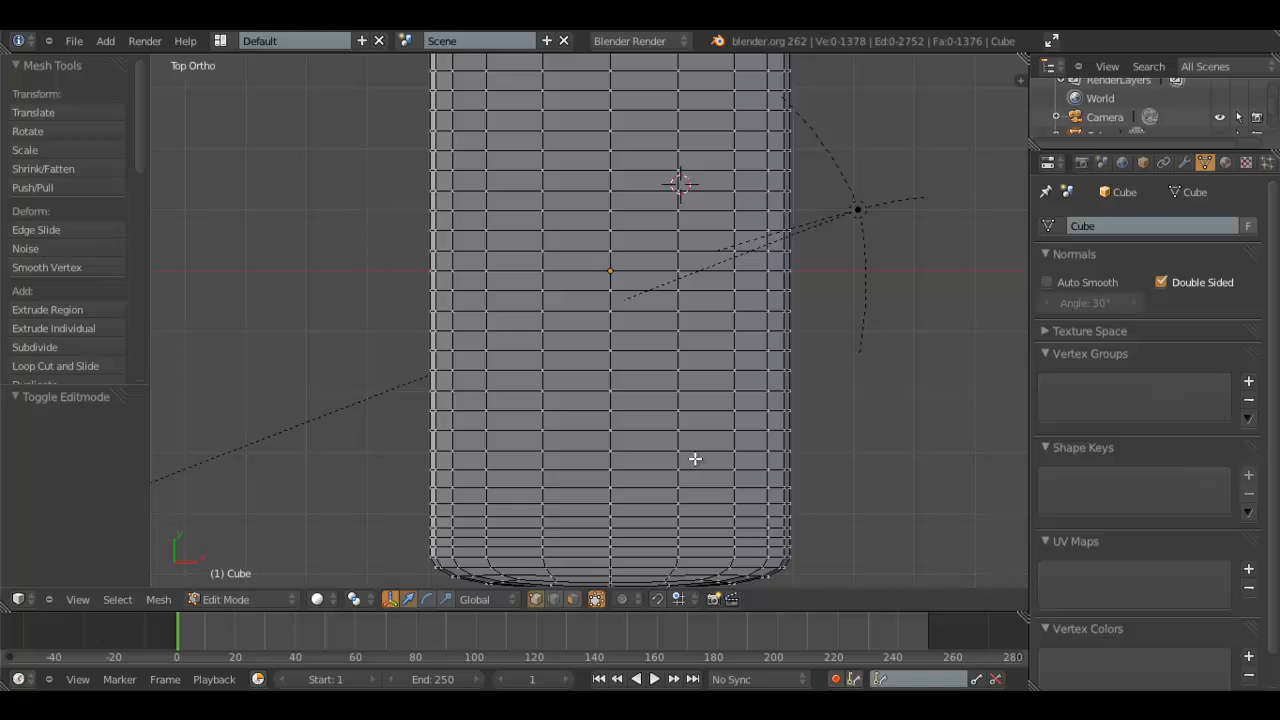 File Add Render Help Default Scene Blender Render blender.org 262 | Ve:0-1378 | Ed:0-2752 | Fa:0-1376 | Cube
Mesh Tools
Transform:
Translate
Rotate
Scale
Shrink/Fatten
Push/Pull
Deform:
Edge Slide
Noise
Smooth Vertex
Add:
Extrude Region
Extrude Individual
Subdivide
Loop Cut and Slide
Toggle Editmode
Top Ortho
y
x
(1) Cube
View Search All Scenes
RenderLayers
World
Camera
Cube Cube
Cube F
Normals
Auto Smooth Double Sided
Angle: 30°
Texture Space
Vertex Groups
Shape Keys
UV Maps
Vertex Colors
View Select Mesh Edit Mode Global
-40 -20 0 20 40 60 80 100 120 140 160 180 200 220 240 260 280
View Marker Frame Playback Start: 1 End: 250 1 No Sync